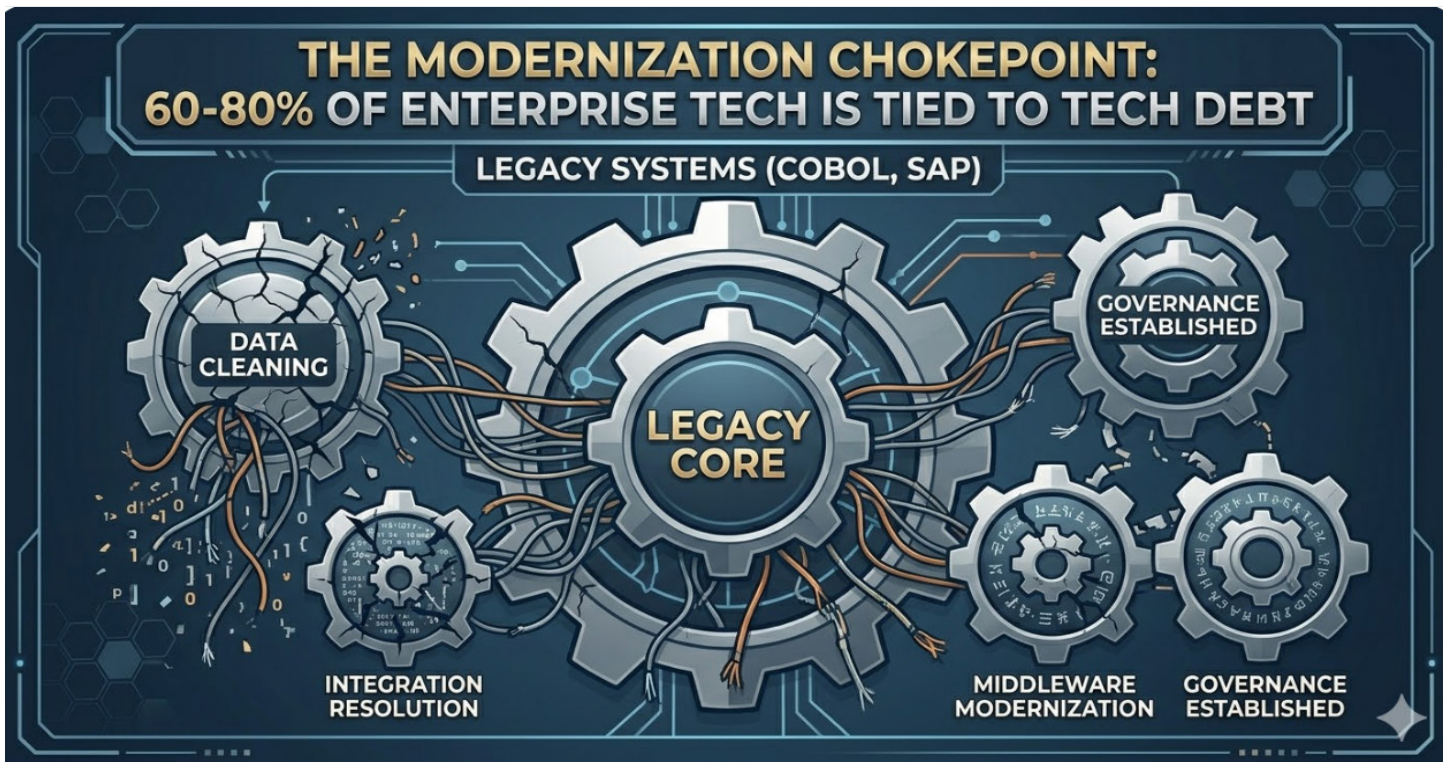 THE MODERNIZATION CHOKEPOINT:
60-80% OF ENTERPRISE TECH IS TIED TO TECH DEBT
LEGACY SYSTEMS (COBOL, SAP)
DATA
CLEANING
GOVERNANCE
ESTABLISHED
LEGACY
CORE
INTEGRATION
RESOLUTION
MIDDLEWARE
MODERNIZATION
GOVERNANCE
ESTABLISHED